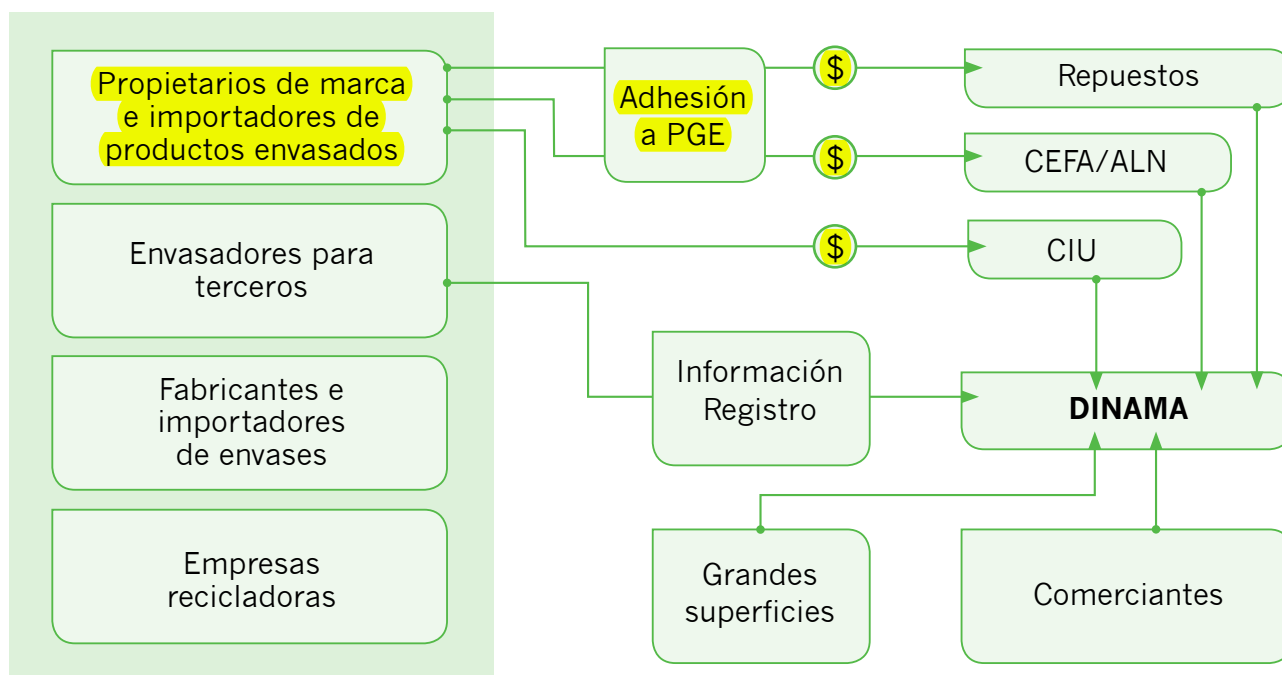 Propietarios de marca
e importadores de
productos envasados
Adhesión
a PGE
$
Repuestos
$
CEFA/ALN
$
CIU
Envasadores para
terceros
Información
Registro
DINAMA
Fabricantes e
importadores
de envases
Empresas
recicladoras
Grandes
superficies
Comerciantes